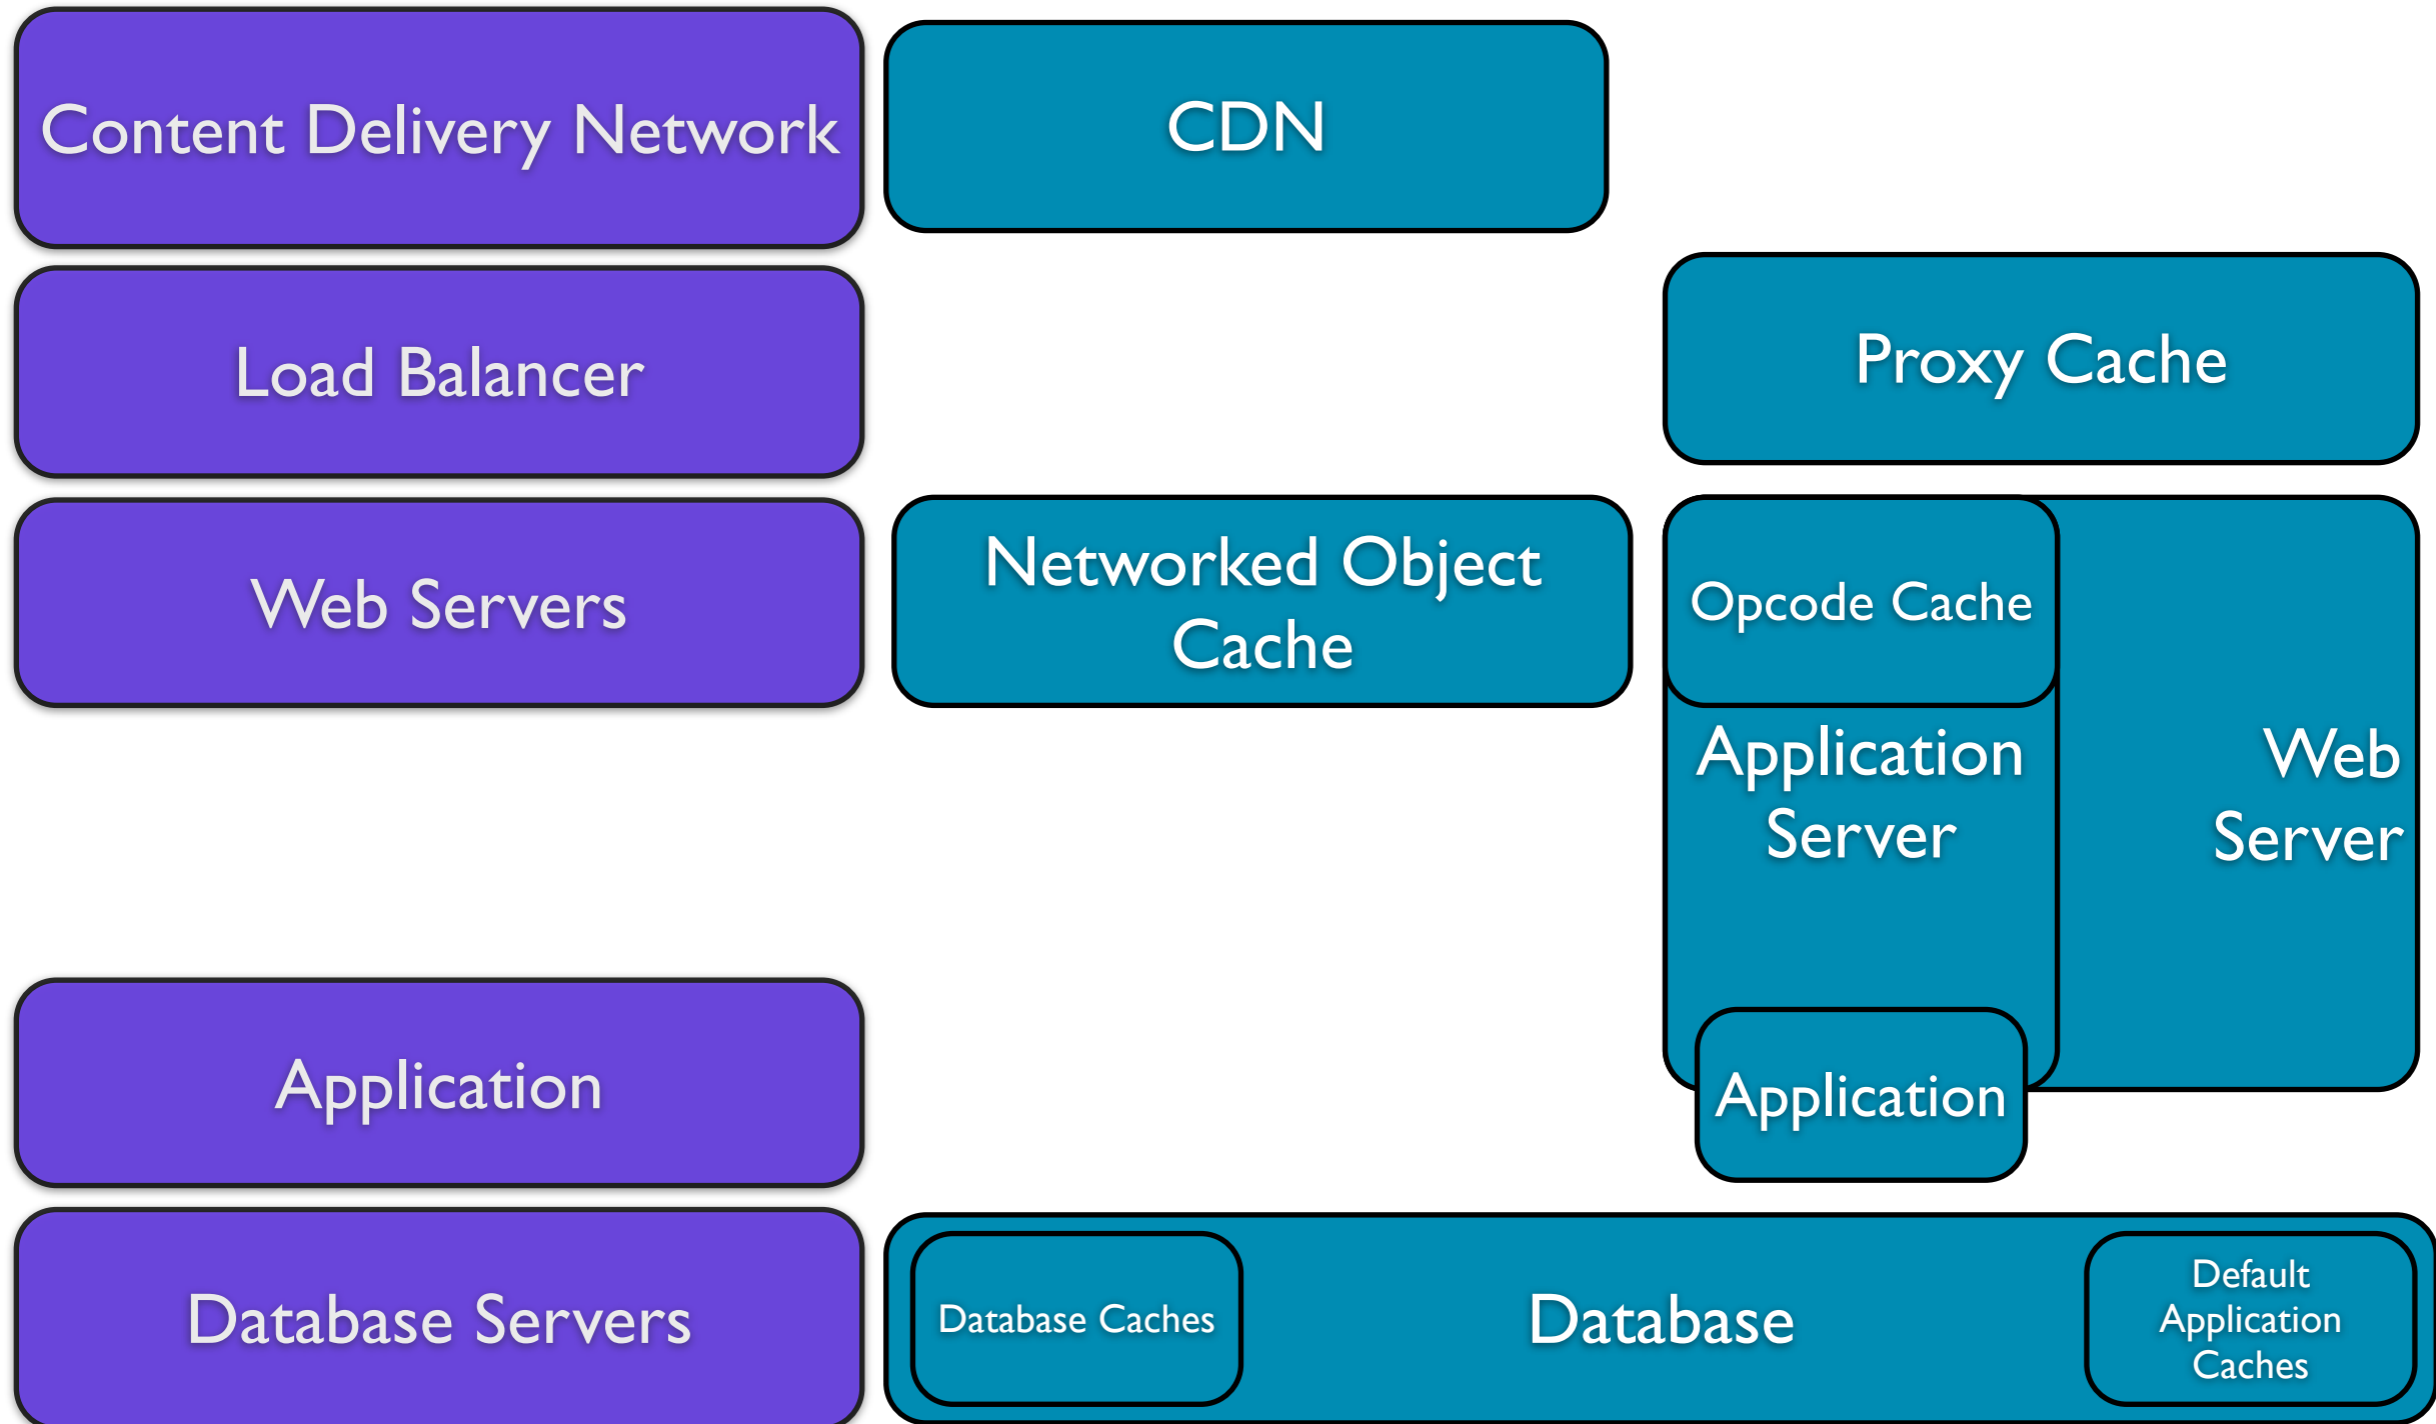 Content Delivery Network
CDN
Load Balancer
Proxy Cache
Web Servers
Networked Object
Cache
Opcode Cache
Application
Server
Web
Server
Application
Application
Database Servers
Database Caches
Database
Default
Application
Caches